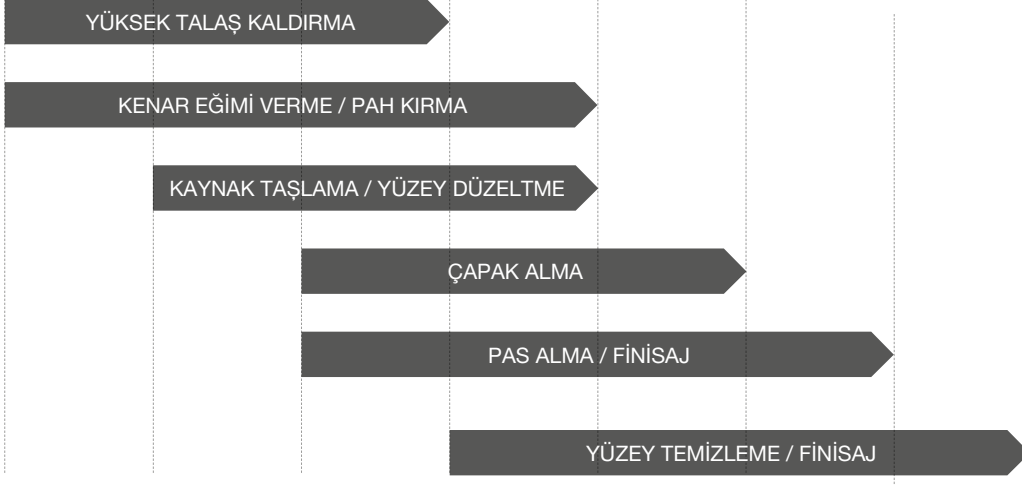 YÜKSEK TALAŞ KALDIRMA
KENAR EĞİMİ VERME / PAH KIRMA
KAYNAK TAŞLAMA / YÜZEY DÜZELTME
ÇAPAK ALMA
PAS ALMA / FİNİSAJ
YÜZEY TEMİZLEME / FİNİSAJ